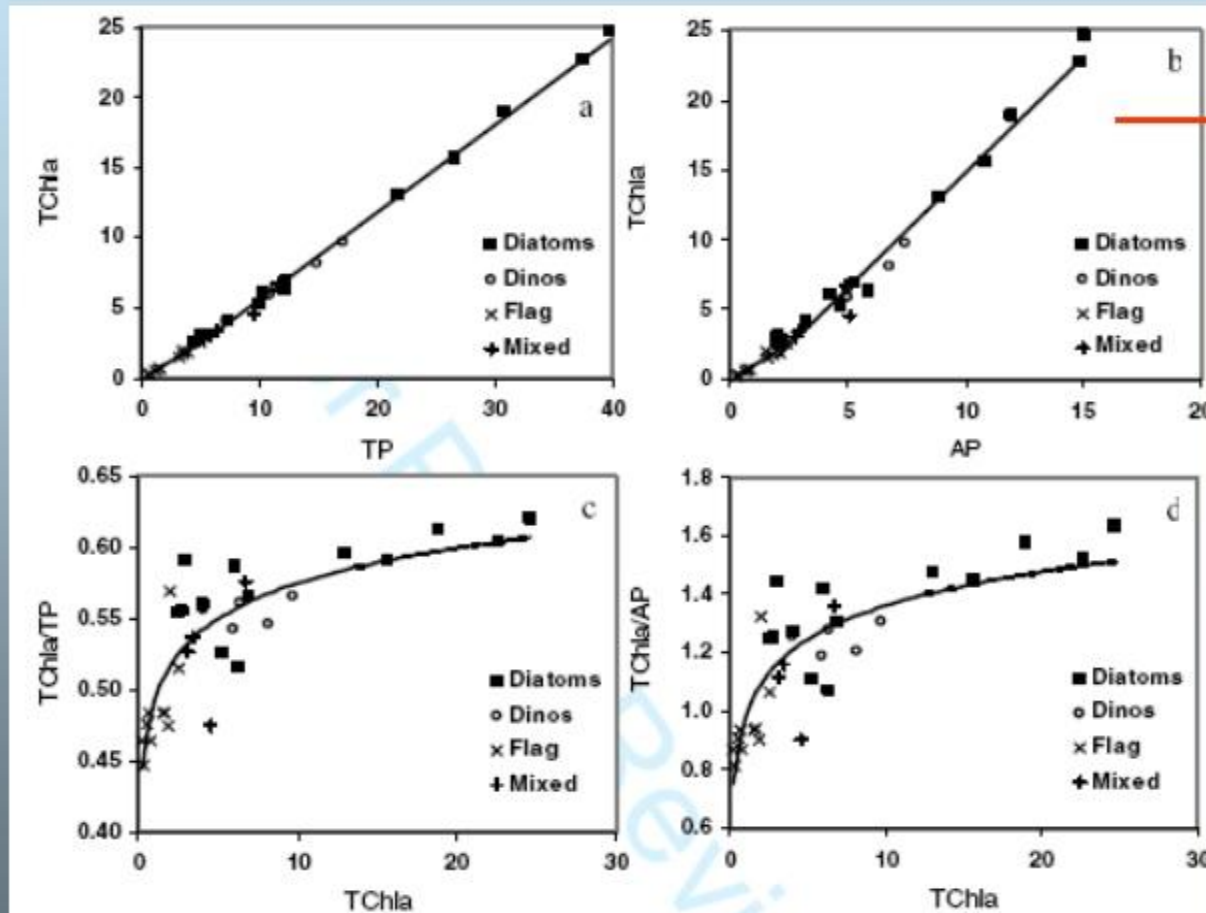 25
20
15
10
5
0
TChla
a
Diatoms
Dinos
Flag
Mixed
0 10 20 30 40
TP
25
20
15
10
5
0
TChla
b
Diatoms
Dinos
Flag
Mixed
0 5 10 15 20
AP
0.65
0.60
0.55
0.50
0.45
0.40
TChla/TP
c
Diatoms
Dinos
Flag
Mixed
0 10 20 30
TChla
1.8
1.6
1.4
1.2
1.0
0.8
0.6
TChla/AP
d
Diatoms
Dinos
Flag
Mixed
0 10 20 30
TChla